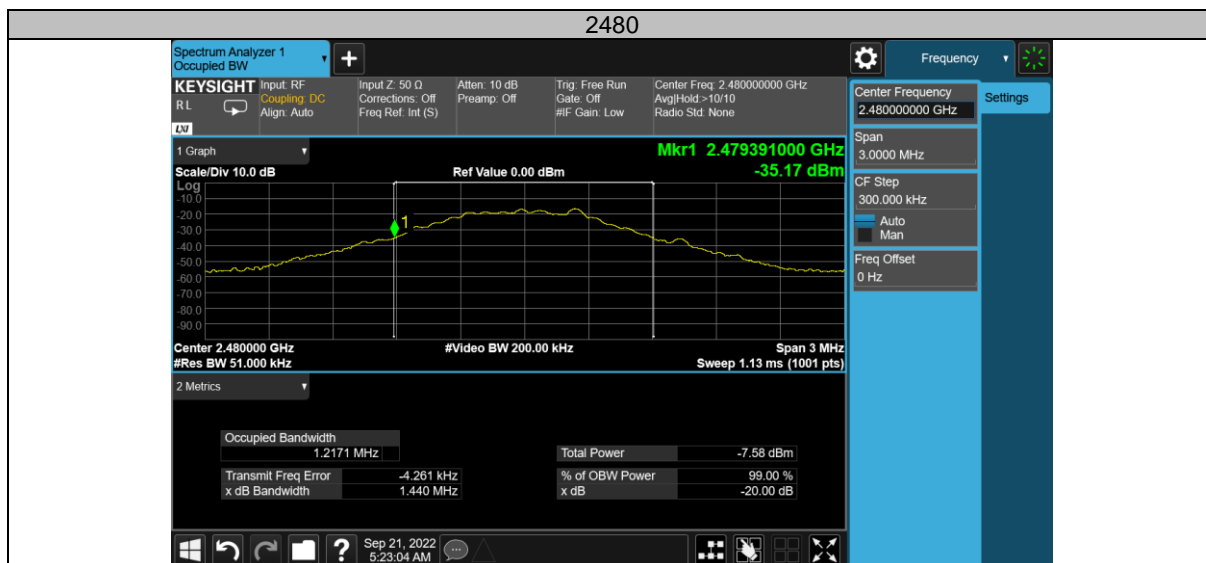 2480
Spectrum Analyzer 1
Occupied BW
Frequency
KEYSIGHT
R L
LXI
Input: RF
Coupling: DC
Align: Auto
Input Z: 50 Ω
Corrections: Off
Freq Ref: Int (S)
Atten: 10 dB
Preamp: Off
Trig: Free Run
Gate: Off
#IF Gain: Low
Center Freq: 2.480000000 GHz
Avg|Hold:>10/10
Radio Std: None
Center Frequency
2.480000000 GHz
Settings
Span
3.0000 MHz
CF Step
300.000 kHz
Auto
Man
Freq Offset
0 Hz
1 Graph
Mkr1 2.479391000 GHz
-35.17 dBm
Scale/Div 10.0 dB
Ref Value 0.00 dBm
Log
-10.0
-20.0
-30.0
-40.0
-50.0
-60.0
-70.0
-80.0
-90.0
1
Center 2.480000 GHz
#Video BW 200.00 kHz
Span 3 MHz
#Res BW 51.000 kHz
Sweep 1.13 ms (1001 pts)
2 Metrics
Occupied Bandwidth
1.2171 MHz
Total Power -7.58 dBm
Transmit Freq Error -4.261 kHz
% of OBW Power 99.00 %
x dB Bandwidth 1.440 MHz
x dB -20.00 dB
?
Sep 21, 2022
5:23:04 AM